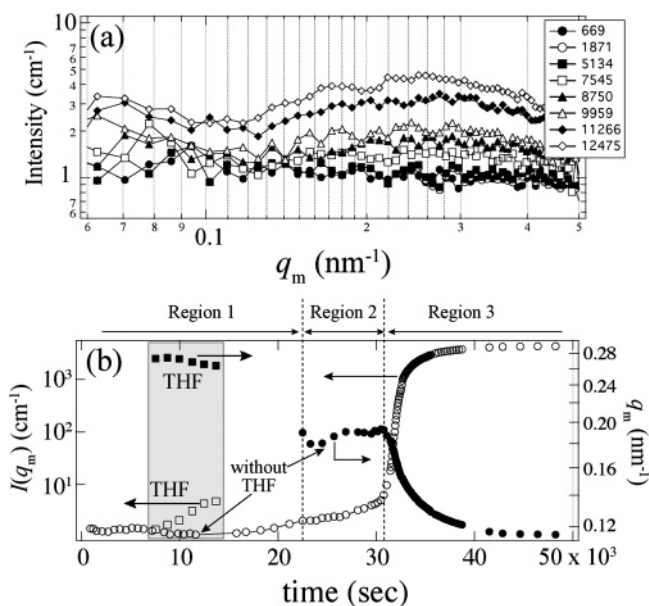 (a)
Intensity (cm⁻¹)
10
6
5
4
3
2
1
7
6
669
1871
5134
7545
8750
9959
11266
12475
6 7 8 9 0.1 2 3 4 5
qₘ (nm⁻¹)
Region 1 Region 2 Region 3
(b)
I(qₘ) (cm⁻¹)
10³
10²
10¹
THF
THF
without
THF
0.28
0.24
0.20
0.16
0.12
qₘ (nm⁻¹)
0 10 20 30 40 50 x 10³
time (sec)